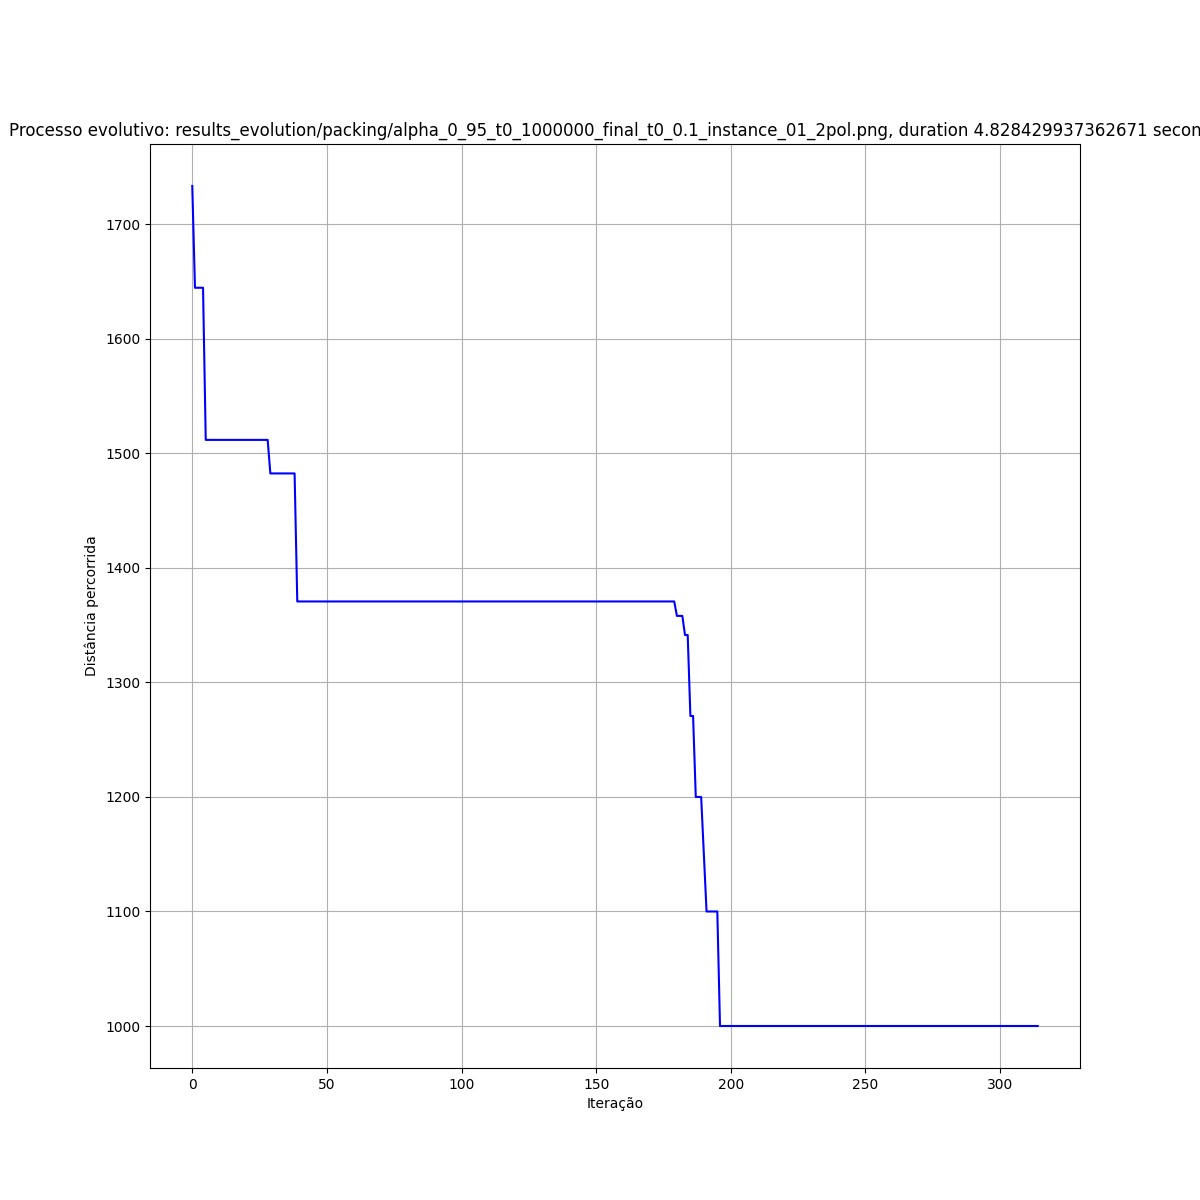 Processo evolutivo: results_evolution/packing/alpha_0_95_t0_1000000_final_t0_0.1_instance_01_2pol.png, duration 4.828429937362671 secon
1700
1600
1500
1400
1300
1200
1100
1000
Distância percorrida
0 50 100 150 200 250 300
Iteração